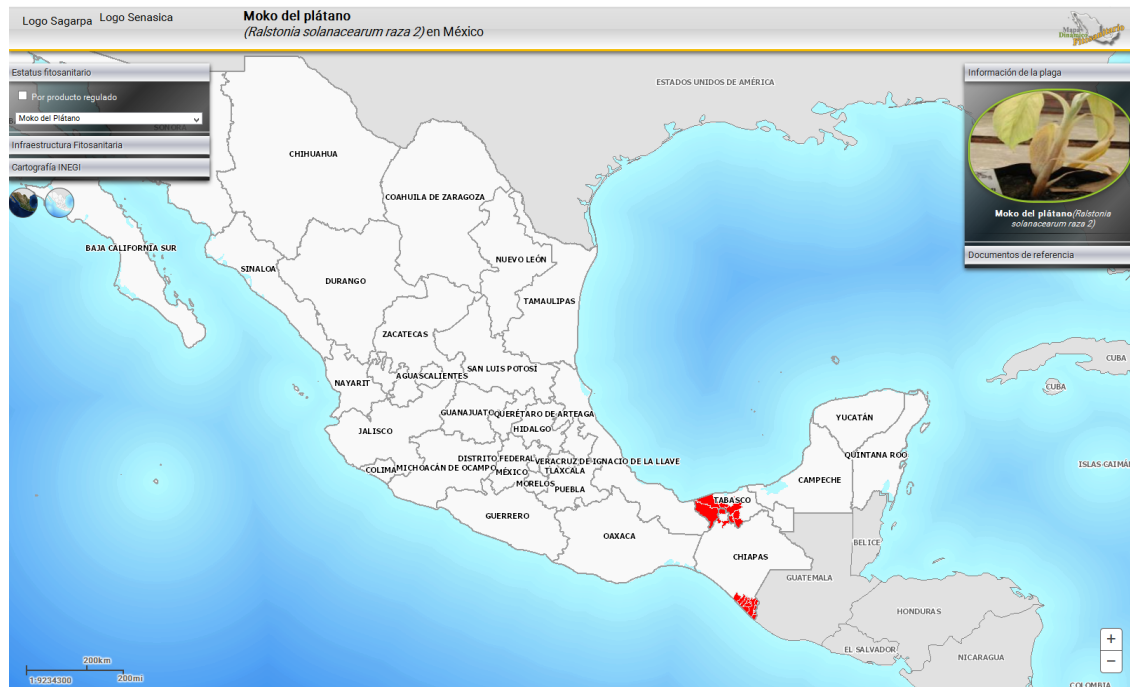 Logo Sagarpa Logo Senasica
Moko del plátano
(Ralstonia solanacearum raza 2) en México
Mapa
Dinámico
Fitosanitario
Estatus fitosanitario
Por producto regulado
Moko del Plátano
Infraestructura Fitosanitaria
Cartografía INEGI
Información de la plaga
Moko del plátano(Ralstonia
solanacearum raza 2)
Documentos de referencia
ESTADOS UNIDOS DE AMÉRICA
CHIHUAHUA
COAHUILA DE ZARAGOZA
BAJA CALIFORNIA SUR
SINALOA
NUEVO LEÓN
DURANGO
TAMAULIPAS
ZACATECAS
SAN LUIS POTOSI
NAYARIT
AGUASCALIENTES
CUBA
CUBA
GUANAJUATO
QUERÉTARO DE ARTEAGA
HIDALGO
JALISCO
YUCATÁN
QUINTANA ROO
DISTRITO FEDERAL
VERACRUZ DE IGNACIO DE LA LLAVE
COLIMA
MICHOACÁN DE OCAMPO
MÉXICO
TLAXCALA
ISLAS CAIMÁN
MORELOS
PUEBLA
CAMPECHE
TABASCO
GUERRERO
OAXACA
CHIAPAS
BELICE
GUATEMALA
HONDURAS
EL SALVADOR
NICARAGUA
COLOMBIA
200km
1:9234300
200mi
+
−